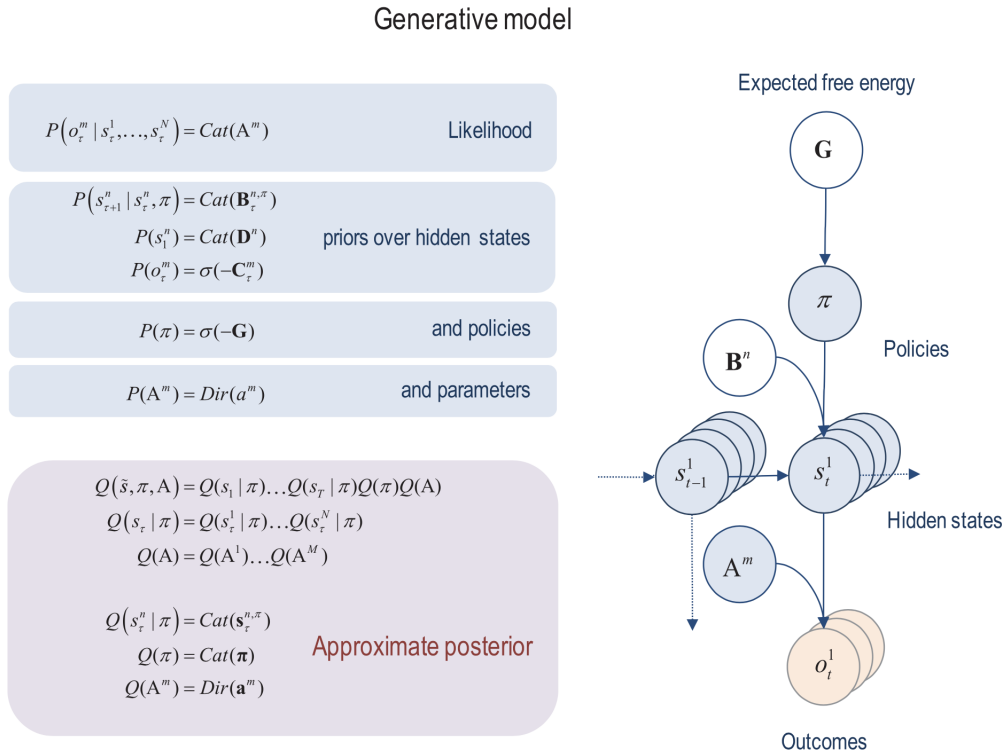 Generative model
P(o_τ^m | s_τ^1,…,s_τ^N) = Cat(A^m) Likelihood
P(s_{τ+1}^n | s_τ^n, π) = Cat(𝐁_τ^{n,π})
P(s_1^n) = Cat(𝐃^n) priors over hidden states
P(o_τ^m) = σ(−𝐂_τ^m)
P(π) = σ(−𝐆) and policies
P(A^m) = Dir(a^m) and parameters
Q(s̃, π, A) = Q(s_1 | π)…Q(s_T | π)Q(π)Q(A)
Q(s_τ | π) = Q(s_τ^1 | π)…Q(s_τ^N | π)
Q(A) = Q(A^1)…Q(A^M)
Q(s_τ^n | π) = Cat(𝐬_τ^{n,π})
Q(π) = Cat(𝛑)
Q(A^m) = Dir(𝐚^m)
Approximate posterior
Expected free energy
𝐆
π
Policies
𝐁^n
s_{t−1}^1
s_t^1
Hidden states
A^m
o_t^1
Outcomes